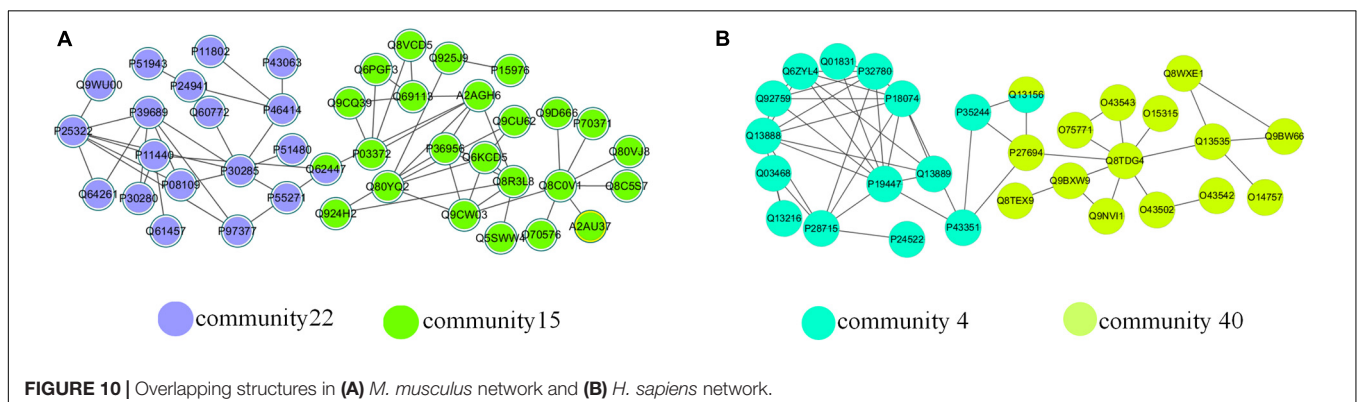 A
B
Q8VCD5
P11802
P51943
Q6PGF3
Q925J9
P43063
P15976
Q9WU00
P24941
Q9CQ39
Q69113
A2AGH6
P39689
Q60772
P46414
Q9CU62
Q9D666
P70371
P25322
P11440
P51480
P03372
P36956
Q6KCD5
Q80VJ8
P30285
Q62447
P08109
Q80YQ2
Q8R3L8
Q8C0V1
Q8C5S7
Q64261
P30280
P55271
Q924H2
Q9CW03
Q61457
P97377
Q5SWW4
O70576
A2AU37
Q6ZYL4
Q01831
P32780
Q92759
P18074
Q13888
Q03468
P19447
Q13889
Q13216
P28715
P24522
P43351
P35244
Q13156
P27694
Q8WXE1
O43543
O75771
O15315
Q13535
Q9BW66
Q8TDG4
Q8TEX9
Q9BXW9
Q9NVI1
O43502
O43542
O14757
community22
community15
community 4
community 40
FIGURE 10 | Overlapping structures in (A) M. musculus network and (B) H. sapiens network.